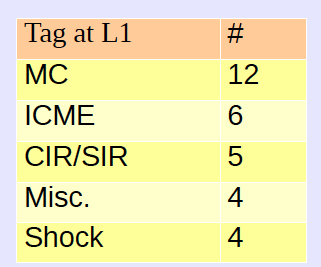 Tag at L1 #
MC 12
ICME 6
CIR/SIR 5
Misc. 4
Shock 4